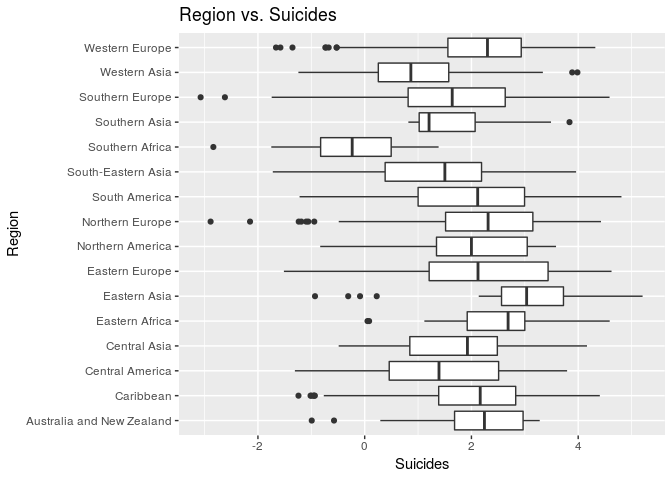 Region vs. Suicides
Region
Western Europe
Western Asia
Southern Europe
Southern Asia
Southern Africa
South-Eastern Asia
South America
Northern Europe
Northern America
Eastern Europe
Eastern Asia
Eastern Africa
Central Asia
Central America
Caribbean
Australia and New Zealand
-2 0 2 4
Suicides